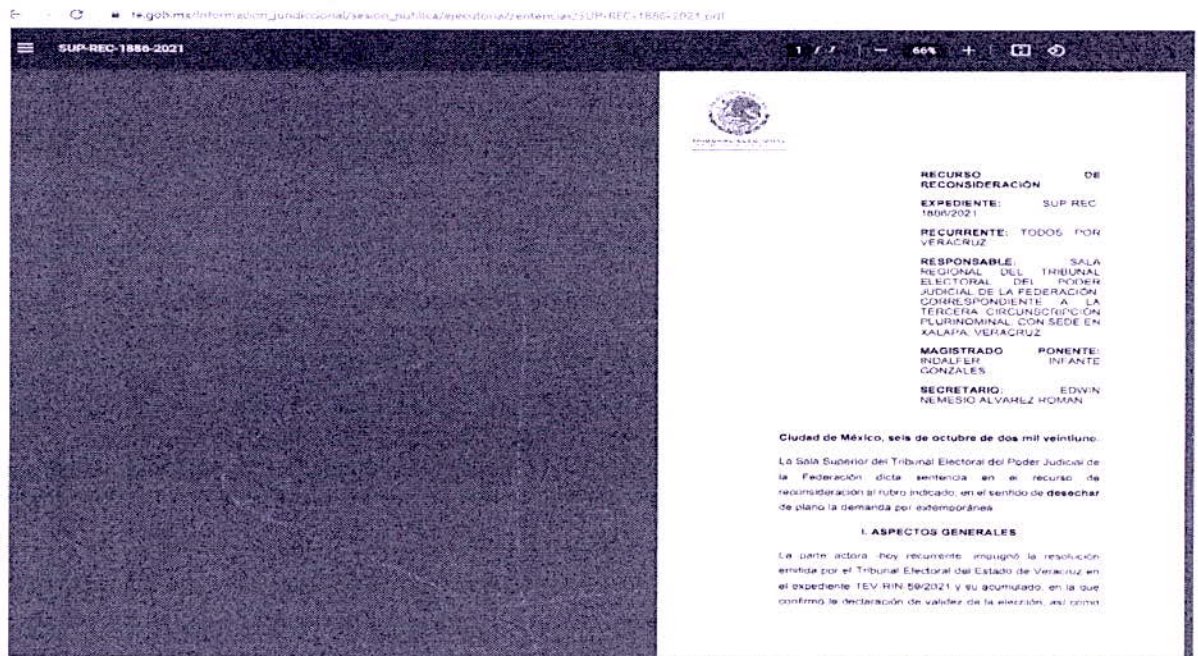 te.gob.mx/Informacion_juridiccional/sesion_publica/ejecutoria/sentencias/SUP-REC-1886-2021.pdf
SUP-REC-1886-2021
1 / 7 — 66% +
TRIBUNAL ELECTORAL
RECURSO DE
RECONSIDERACIÓN
EXPEDIENTE: SUP-REC-
1886/2021
RECURRENTE: TODOS POR
VERACRUZ
RESPONSABLE: SALA
REGIONAL DEL TRIBUNAL
ELECTORAL DEL PODER
JUDICIAL DE LA FEDERACIÓN,
CORRESPONDIENTE A LA
TERCERA CIRCUNSCRIPCIÓN
PLURINOMINAL, CON SEDE EN
XALAPA, VERACRUZ
MAGISTRADO PONENTE:
INDALFER INFANTE
GONZALES
SECRETARIO: EDWIN
NEMESIO ALVAREZ ROMAN
Ciudad de México, seis de octubre de dos mil veintiuno.
La Sala Superior del Tribunal Electoral del Poder Judicial de
la Federación dicta sentencia en el recurso de
reconsideración al rubro indicado, en el sentido de desechar
de plano la demanda por extemporánea.
I. ASPECTOS GENERALES
La parte actora -hoy recurrente- impugnó la resolución
emitida por el Tribunal Electoral del Estado de Veracruz en
el expediente TEV-RIN-59/2021 y su acumulado, en la que
confirmó la declaración de validez de la elección, así como